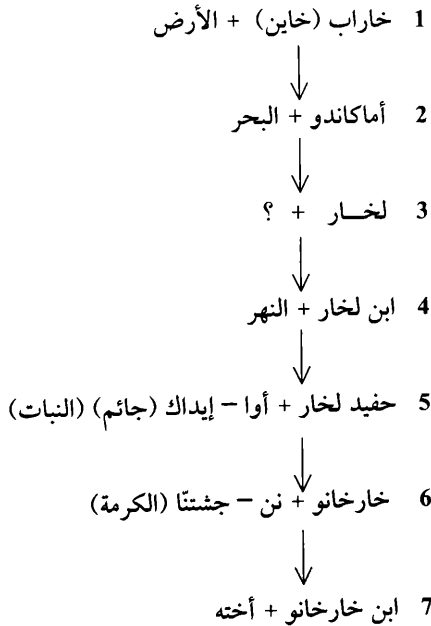 1 خاراب (خاين) + الأرض
2 أماكاندو + البحر
3 لخـــار + ؟
4 ابن لخار + النهر
5 حفيد لخار + أوا – إيداك (جائم) (النبات)
6 خارخانو + نن – جشتنّا (الكرمة)
7 ابن خارخانو + أخته